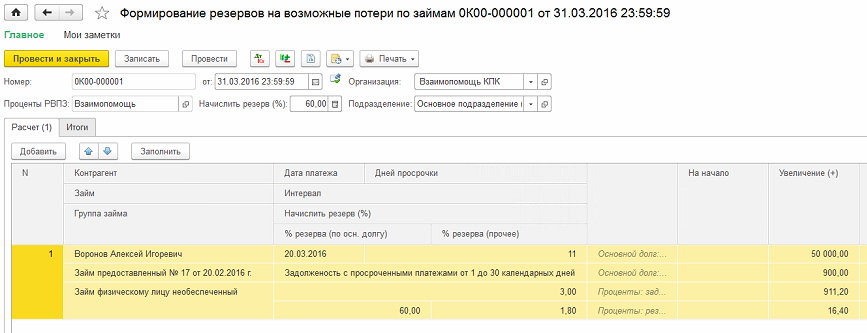 Формирование резервов на возможные потери по займам 0К00-000001 от 31.03.2016 23:59:59
Главное Мои заметки
Провести и закрыть Записать Провести Дт Кт Печать
Номер: 0К00-000001 от: 31.03.2016 23:59:59 Организация: Взаимопомощь КПК
Проценты РВПЗ: Взаимопомощь Начислить резерв (%): 60,00 Подразделение: Основное подразделение (
Расчет (1) Итоги
Добавить Заполнить
N Контрагент Дата платежа Дней просрочки На начало Увеличение (+)
Займ Интервал
Группа займа Начислить резерв (%)
% резерва (по осн. долгу) % резерва (прочее)
1 Воронов Алексей Игоревич 20.03.2016 11 Основной долг:... 50 000,00
Займ предоставленный № 17 от 20.02.2016 г. Задолженость с просроченными платежами от 1 до 30 календарных дней Основной долг:... 900,00
Займ физическому лицу необеспеченный 3,00 Проценты: зад... 911,20
60,00 1,80 Проценты: рез... 16,40